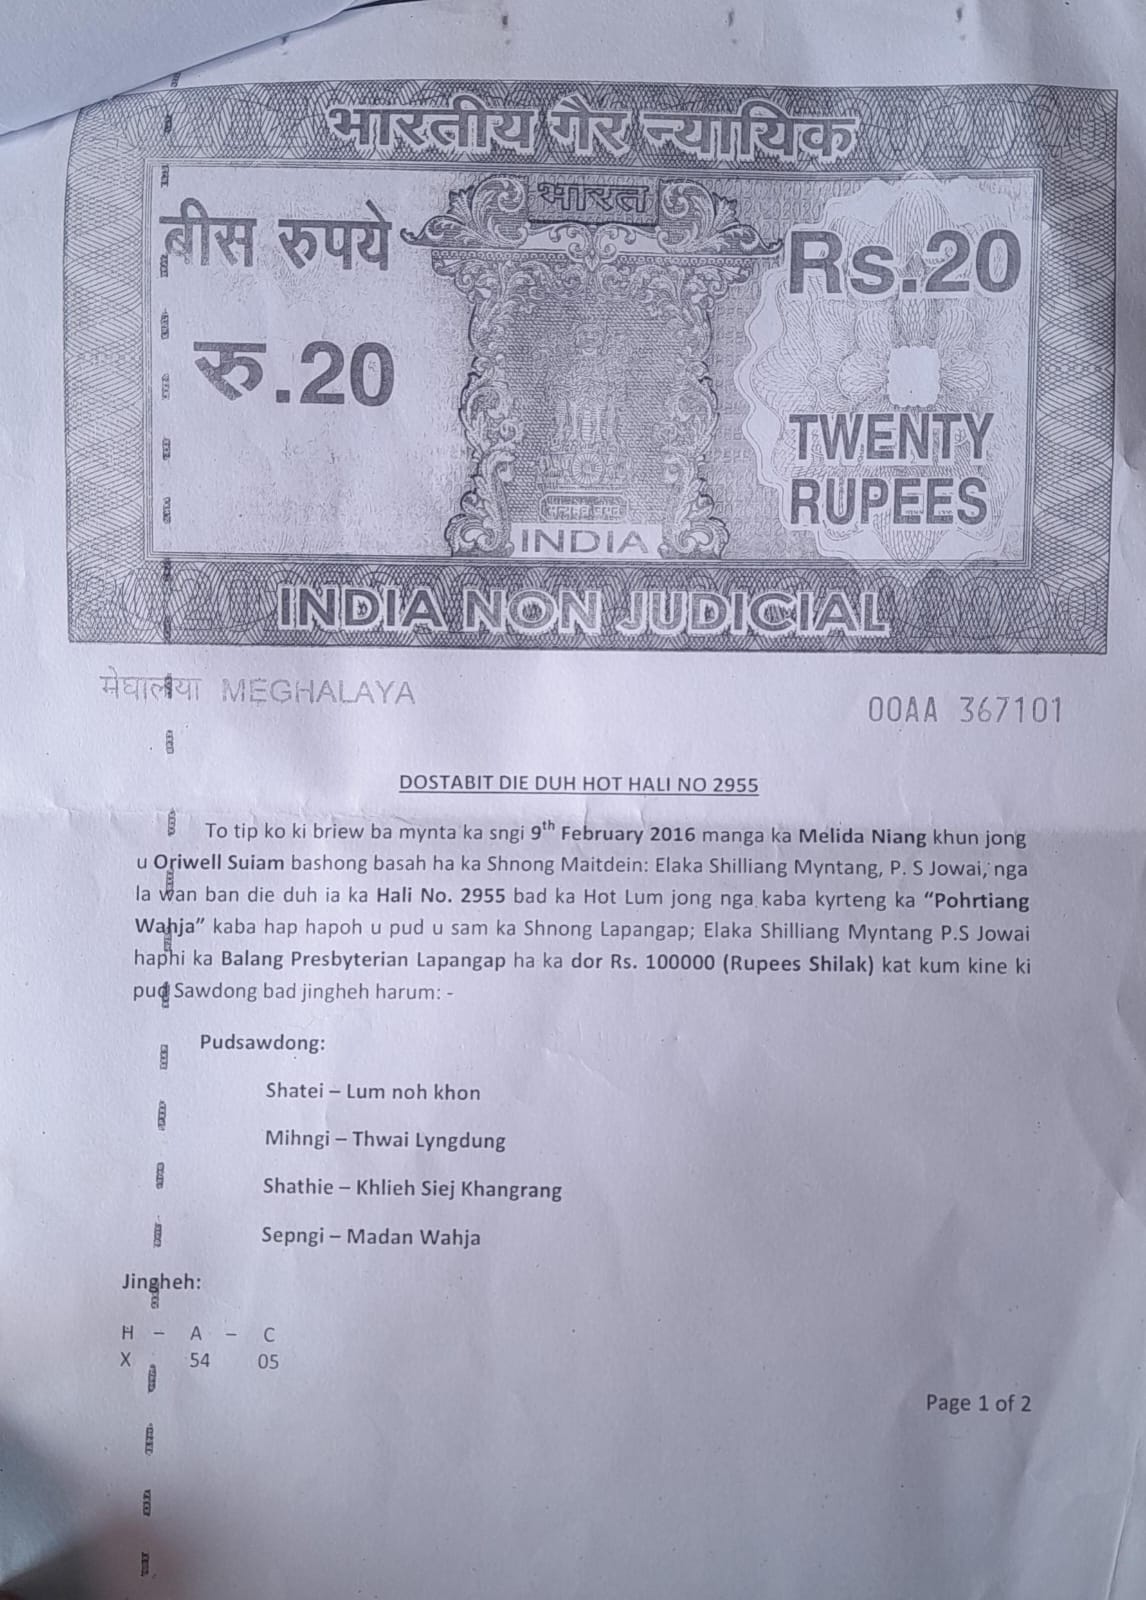 भारतीय गैर न्यायिक
भारत
बीस रुपये
Rs.20
रु.20
TWENTY
RUPEES
INDIA
INDIA NON JUDICIAL
मेघालया MEGHALAYA
00AA 367101
DOSTABIT DIE DUH HOT HALI NO 2955
To tip ko ki briew ba mynta ka sngi 9th February 2016 manga ka Melida Niang khun jong
u Oriwell Suiam bashong basah ha ka Shnong Maitdein: Elaka Shilliang Myntang, P. S Jowai, nga
la wan ban die duh ia ka Hali No. 2955 bad ka Hot Lum jong nga kaba kyrteng ka “Pohrtiang
Wahja” kaba hap hapoh u pud u sam ka Shnong Lapangap; Elaka Shilliang Myntang P.S Jowai
haphi ka Balang Presbyterian Lapangap ha ka dor Rs. 100000 (Rupees Shilak) kat kum kine ki
pud Sawdong bad jingheh harum: -
Pudsawdong:
Shatei – Lum noh khon
Mihngi – Thwai Lyngdung
Shathie – Khlieh Siej Khangrang
Sepngi – Madan Wahja
Jingheh:
H – A – C
X 54 05
Page 1 of 2